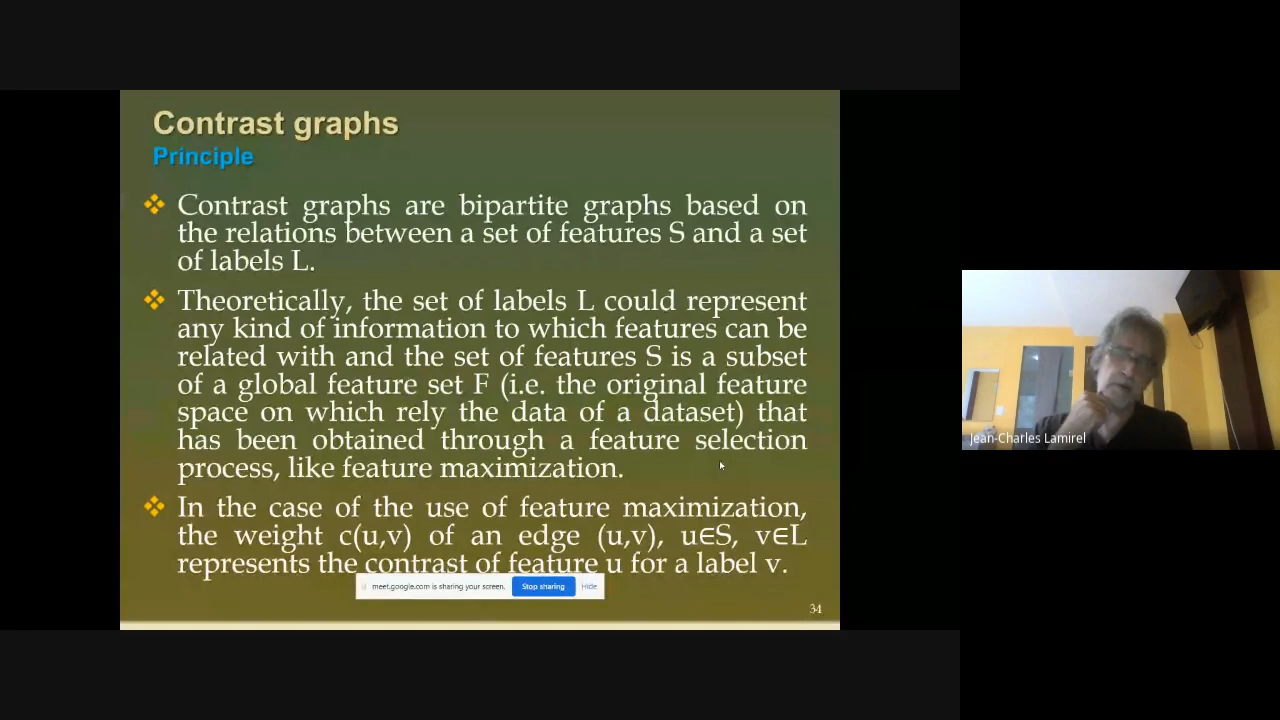 Contrast graphs
Principle
Contrast graphs are bipartite graphs based on
the relations between a set of features S and a set
of labels L.
Theoretically, the set of labels L could represent
any kind of information to which features can be
related with and the set of features S is a subset
of a global feature set F (i.e. the original feature
space on which rely the data of a dataset) that
has been obtained through a feature selection
process, like feature maximization.
In the case of the use of feature maximization,
the weight c(u,v) of an edge (u,v), u∈S, v∈L
represents the contrast of feature u for a label v.
meet.google.com is sharing your screen. Stop sharing Hide
34
Jean-Charles Lamirel